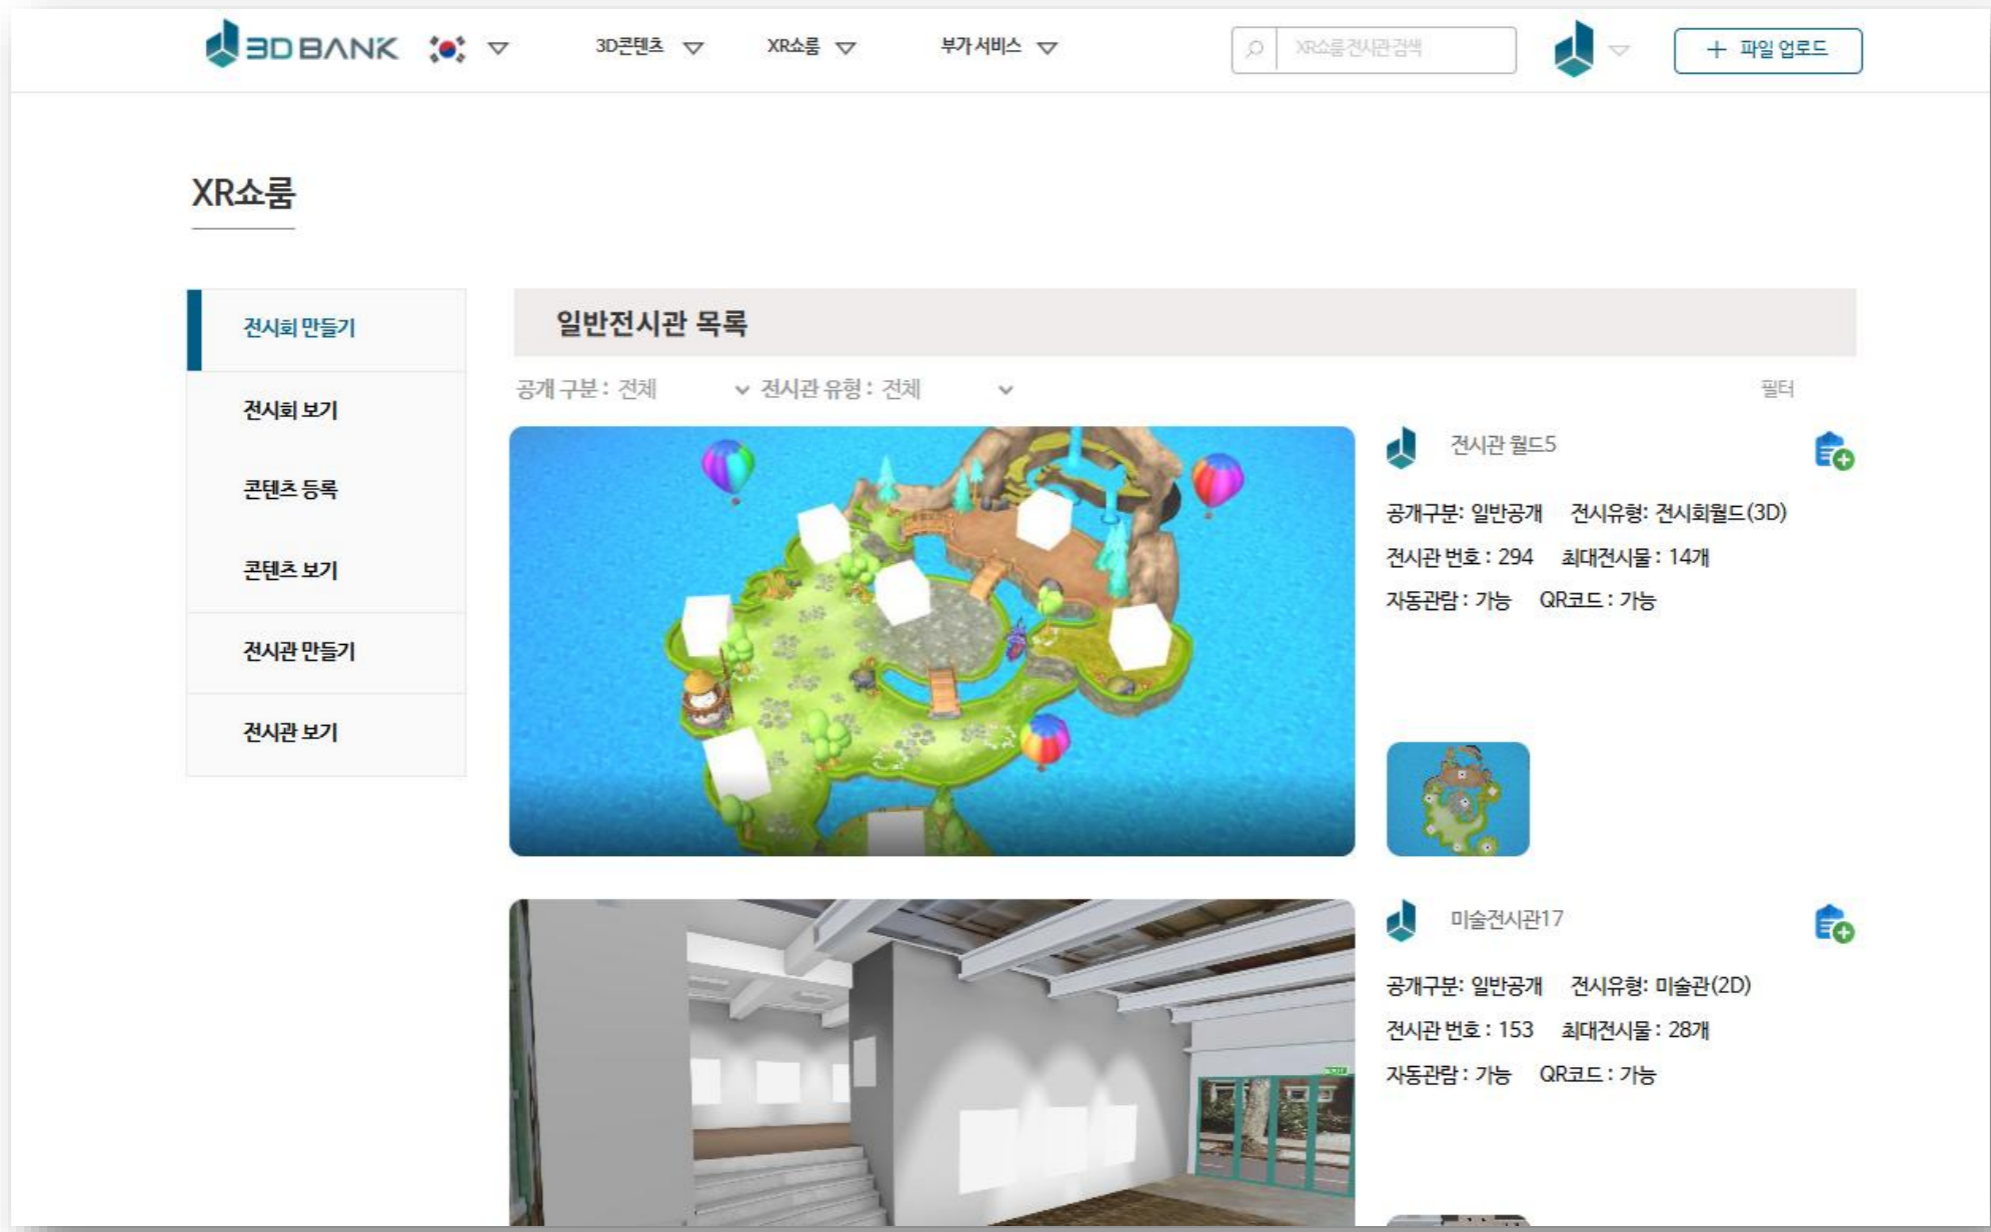 3D BANK
3D콘텐츠
XR쇼룸
부가 서비스
XR쇼룸 전시관 검색
+ 파일 업로드
XR쇼룸
전시회 만들기
전시회 보기
콘텐츠 등록
콘텐츠 보기
전시관 만들기
전시관 보기
일반전시관 목록
공개 구분 : 전체
전시관 유형 : 전체
필터
전시관 월드5
공개구분: 일반공개 전시유형: 전시회월드(3D)
전시관 번호 : 294 최대전시물 : 14개
자동관람 : 가능 QR코드 : 가능
미술전시관17
공개구분: 일반공개 전시유형: 미술관(2D)
전시관 번호 : 153 최대전시물 : 28개
자동관람 : 가능 QR코드 : 가능